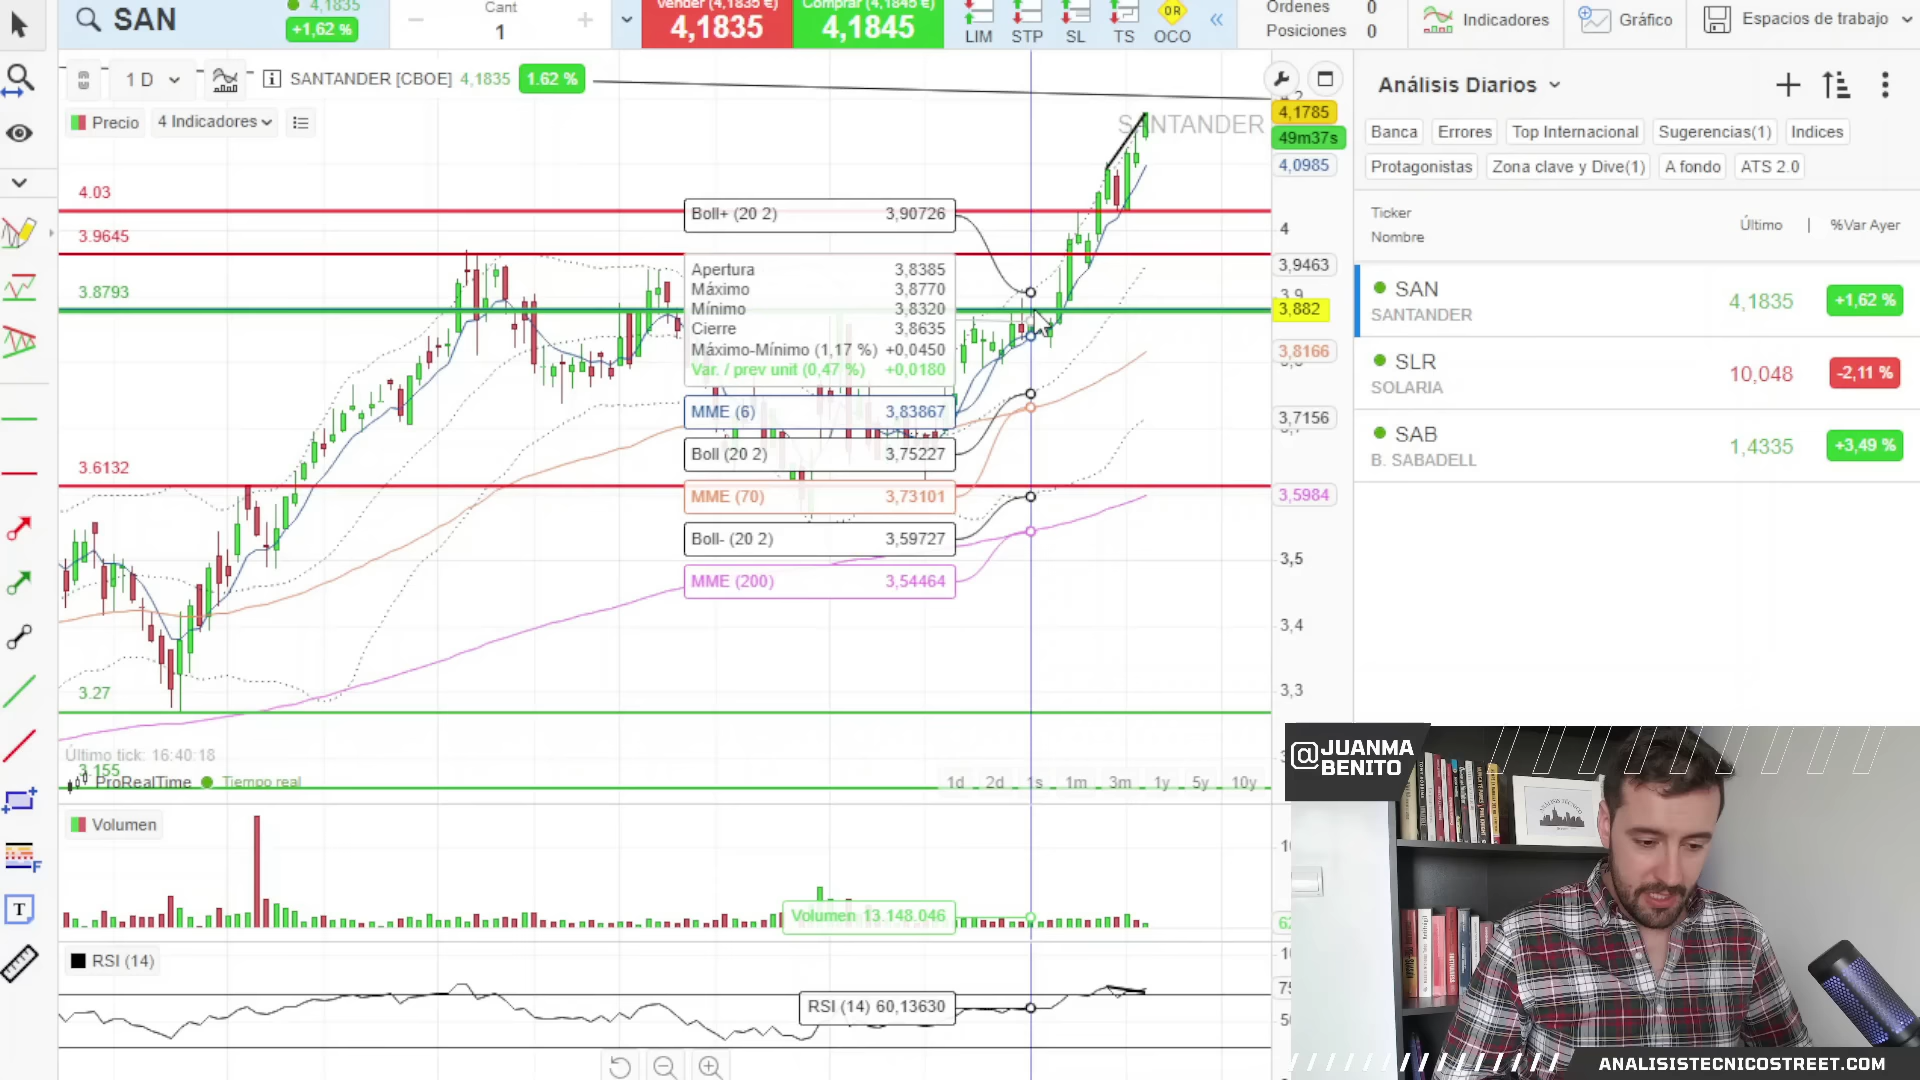 SAN
4,1835
+1,62 %
Cant
1
Vender (4,1835 €)
4,1835
Comprar (4,1845 €)
4,1845
LIM
STP
SL
TS
OR
OCO
Órdenes 0
Posiciones 0
Indicadores
Gráfico
Espacios de trabajo
1 D
SANTANDER [CBOE] 4,1835 1.62 %
Precio
4 Indicadores
SANTANDER
4.03
3.9645
3.8793
3.6132
3.27
3.155
Boll+ (20 2) 3,90726
Apertura 3,8385
Máximo 3,8770
Mínimo 3,8320
Cierre 3,8635
Máximo-Mínimo (1,17 %) +0,0450
Var. / prev unit (0,47 %) +0,0180
MME (6) 3,83867
Boll (20 2) 3,75227
MME (70) 3,73101
Boll- (20 2) 3,59727
MME (200) 3,54464
4,1785
49m37s
4,0985
4
3,9463
3,9
3,882
3,8166
3,7156
3,5984
3,5
3,4
3,3
Último tick: 16:40:18
ProRealTime
Tiempo real
1d 2d 1s 1m 3m 1y 5y 10y
Volumen
Volumen 13.148.046
RSI (14)
RSI (14) 60,13630
Análisis Diarios
Banca
Errores
Top Internacional
Sugerencias(1)
Indices
Protagonistas
Zona clave y Dive(1)
A fondo
ATS 2.0
Ticker
Nombre
Último
%Var Ayer
SAN
SANTANDER
4,1835
+1,62 %
SLR
SOLARIA
10,048
-2,11 %
SAB
B. SABADELL
1,4335
+3,49 %
@JUANMA
BENITO
ANALISISTECNICOSTREET.COM